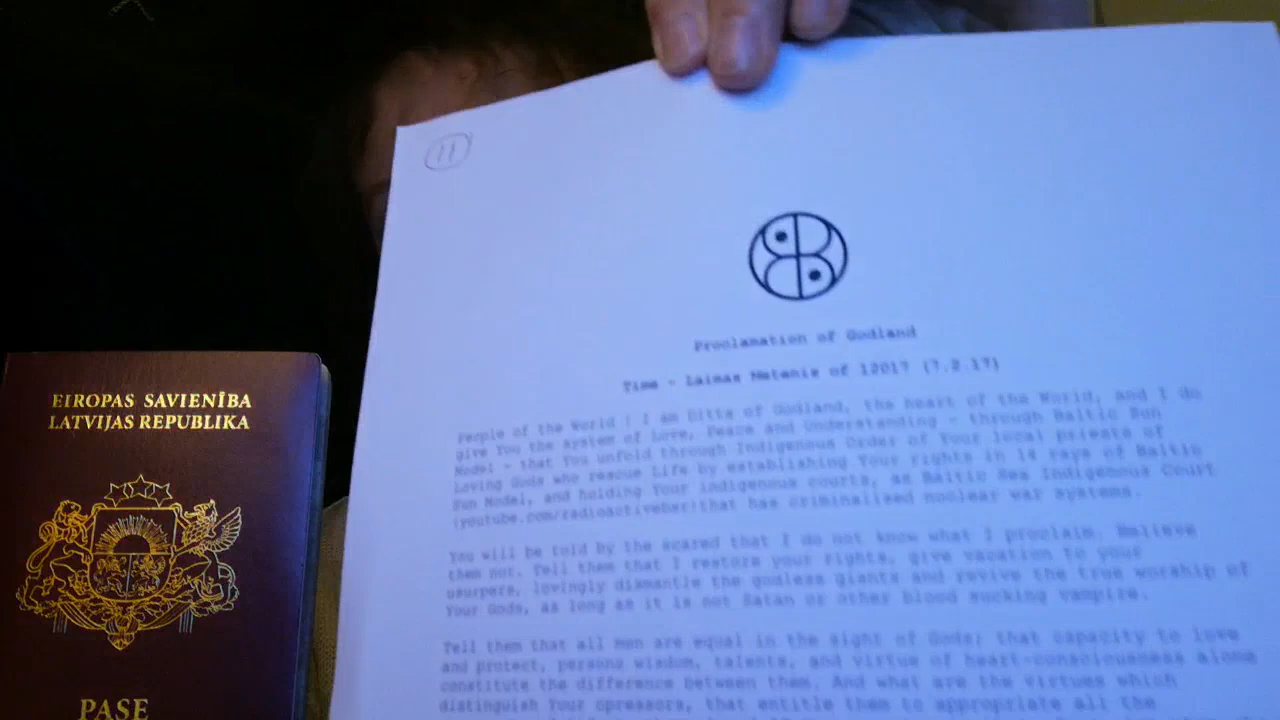 EIROPAS SAVIENĪBA
LATVIJAS REPUBLIKA
PASE
11
Proclamation of Godland
Time - Laimas Metenis of 12017 (7.2.17)
People of the World ! I am Ditta of Godland, the heart of the World, and I do
give You the system of Love, Peace and Understanding - through Baltic Sun
Model - that You unfold through Indigenous Order of Your local priests of
Loving Gods who rescue Life by establishing Your rights in 14 rays of Baltic
Sun Model, and holding Your indigenous courts, as Baltic Sea Indigenous Court
(youtube.com/radioactivebsr) that has criminalised nuclear war systems.
You will be told by the scared that I do not know what I proclaim. Believe
them not. Tell them that I restore your rights, give vacation to your
usurpers, lovingly dismantle the godless giants and revive the true worship of
Your Gods, as long as it is not Satan or other blood sucking vampire.
Tell them that all men are equal in the sight of Gods; that capacity to love
and protect, persons wisdom, talents, and virtue of heart-consciousness alone
constitute the difference between them. And what are the virtues which
distinguish Your opressors, that entitle them to appropriate all the